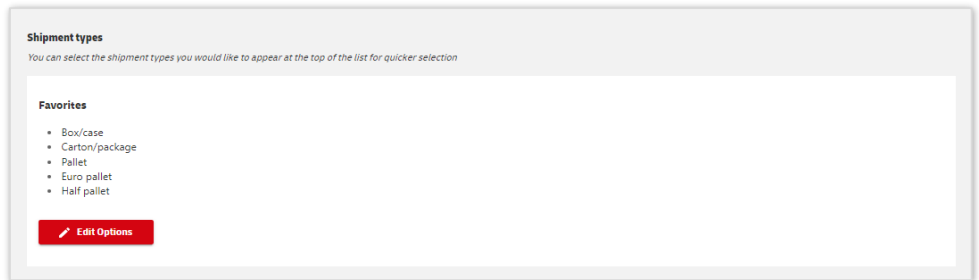 Shipment types
You can select the shipment types you would like to appear at the top of the list for quicker selection
Favorites
Box/case
Carton/package
Pallet
Euro pallet
Half pallet
Edit Options